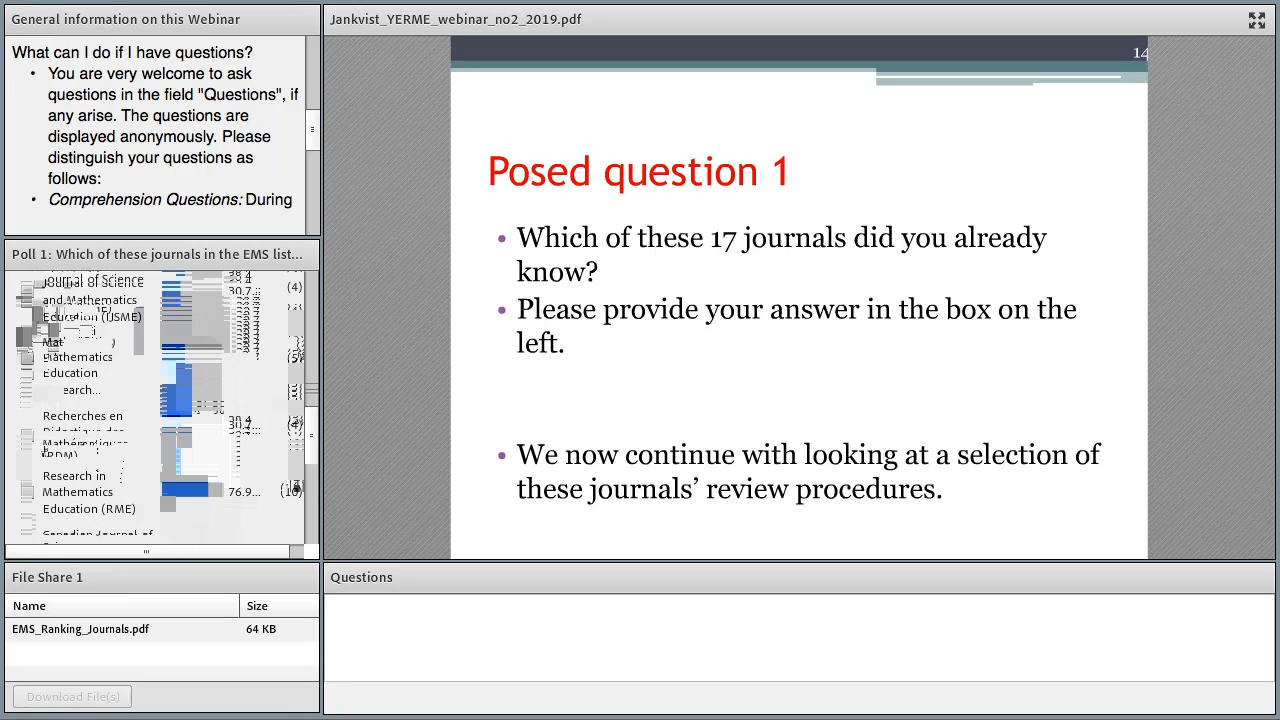 General information on this Webinar
What can I do if I have questions?
• You are very welcome to ask
questions in the field "Questions", if
any arise. The questions are
displayed anonymously. Please
distinguish your questions as
follows:
• Comprehension Questions: During
Poll 1: Which of these journals in the EMS list...
Journal of Science
and Mathematics
Education (IJSME)
Mathematics
Education
Recherches en
Research in
Mathematics
Education (RME)
76.9...
File Share 1
Name Size
EMS_Ranking_Journals.pdf 64 KB
Download File(s)
Jankvist_YERME_webinar_no2_2019.pdf
14
Posed question 1
• Which of these 17 journals did you already
know?
• Please provide your answer in the box on the
left.
• We now continue with looking at a selection of
these journals’ review procedures.
Questions